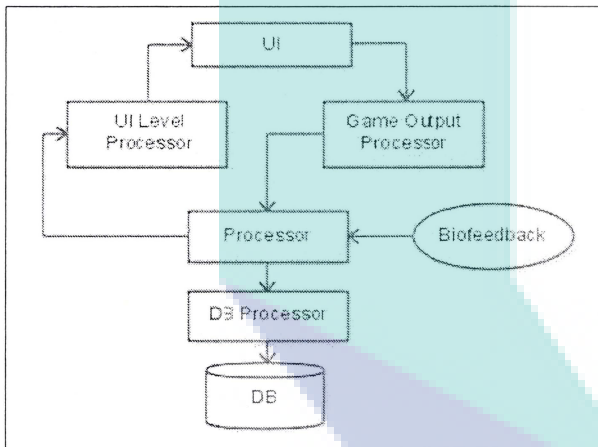 UI
UI Level
Processor
Game Output
Processor
Processor
Biofeedback
DB Processor
DB